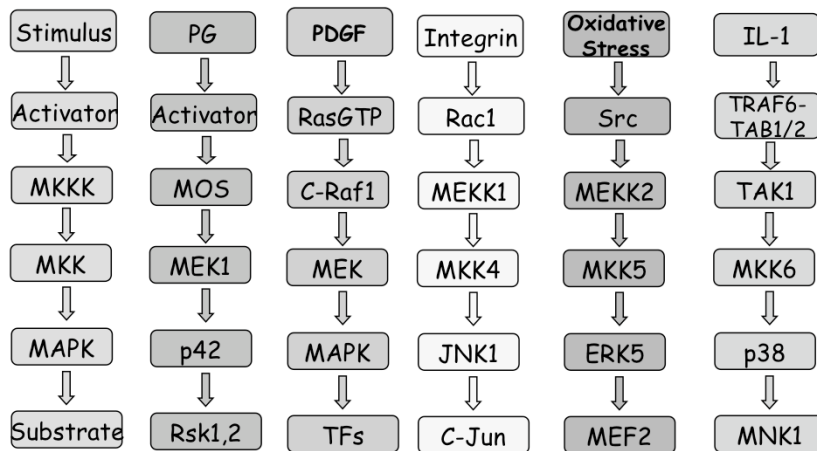 Stimulus
PG
PDGF
Integrin
Oxidative
Stress
IL-1
Activator
Activator
RasGTP
Rac1
Src
TRAF6-
TAB1/2
MKKK
MOS
C-Raf1
MEKK1
MEKK2
TAK1
MKK
MEK1
MEK
MKK4
MKK5
MKK6
MAPK
p42
MAPK
JNK1
ERK5
p38
Substrate
Rsk1,2
TFs
C-Jun
MEF2
MNK1